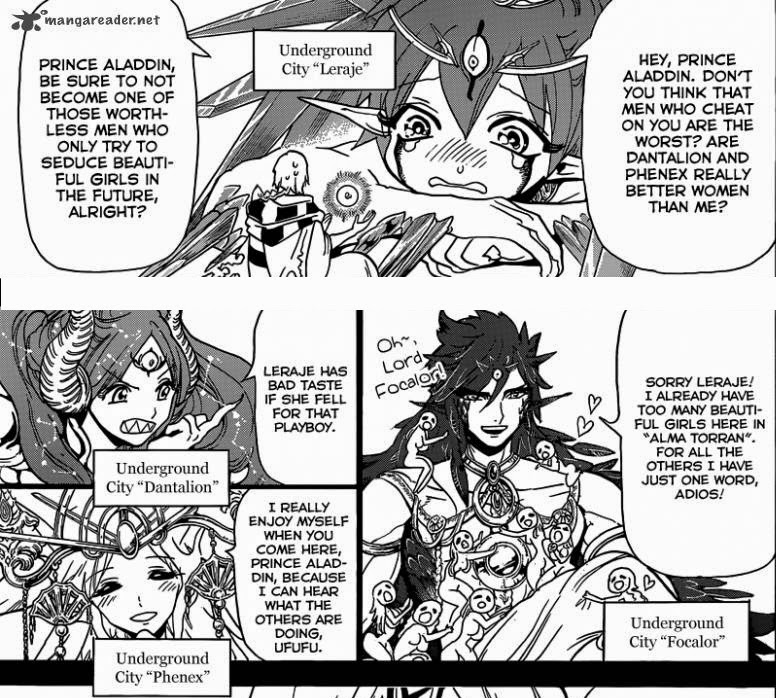 mangareader.net
HEY, PRINCE
ALADDIN. DON'T
YOU THINK THAT
MEN WHO CHEAT
ON YOU ARE THE
WORST? ARE
DANTALION AND
PHENEX REALLY
BETTER WOMEN
THAN ME?
Underground
City "Leraje"
PRINCE ALADDIN,
BE SURE TO NOT
BECOME ONE OF
THOSE WORTH-
LESS MEN WHO
ONLY TRY TO
SEDUCE BEAUTI-
FUL GIRLS IN
THE FUTURE,
ALRIGHT?
SORRY LERAJE!
I ALREADY HAVE
TOO MANY BEAUTI-
FUL GIRLS HERE IN
"ALMA TORRAN".
FOR ALL THE
OTHERS I HAVE
JUST ONE WORD,
ADIOS!
Oh~,
Lord
Focalor!
Underground
City "Focalor"
LERAJE HAS
BAD TASTE
IF SHE FELL
FOR THAT
PLAYBOY.
Underground
City "Dantalion"
I REALLY
ENJOY MYSELF
WHEN YOU
COME HERE,
PRINCE ALAD-
DIN, BECAUSE
I CAN HEAR
WHAT THE
OTHERS ARE
DOING,
UFUFU.
Underground
City "Phenex"